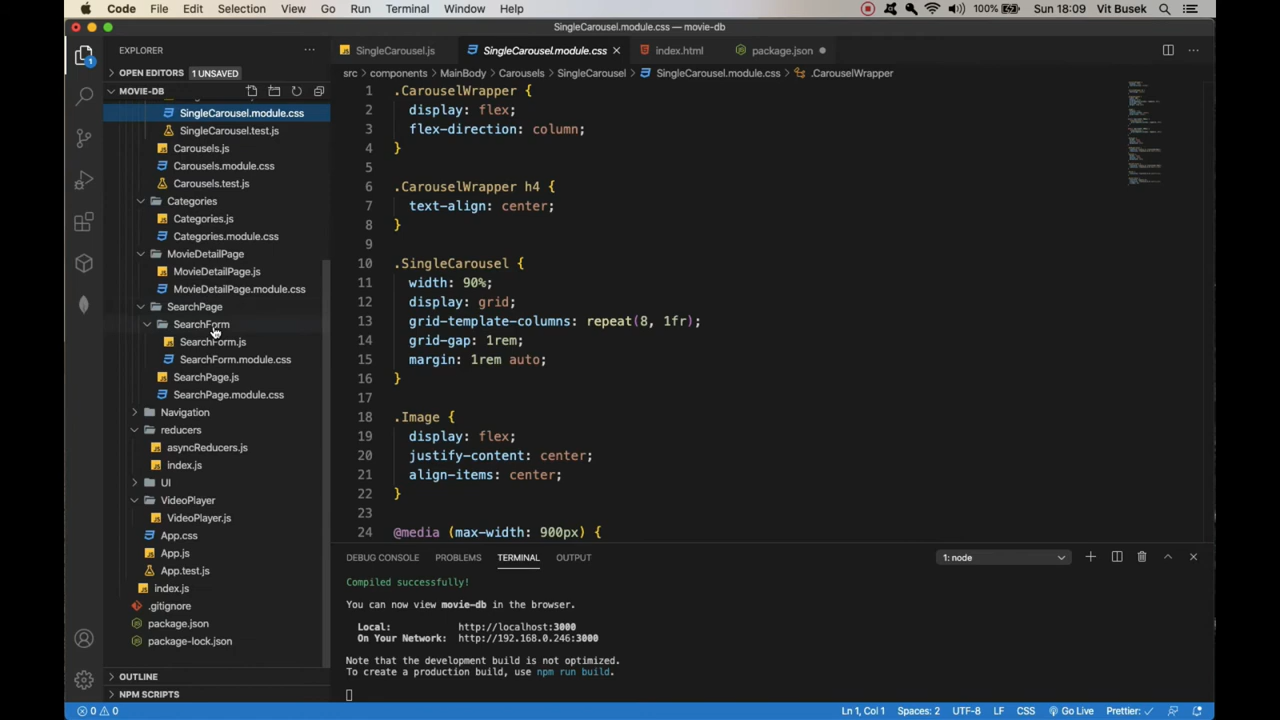 Code File Edit Selection View Go Run Terminal Window Help 100% Sun 18:09 Vit Busek
SingleCarousel.module.css — movie-db
EXPLORER
SingleCarousel.js SingleCarousel.module.css index.html package.json
OPEN EDITORS 1 UNSAVED
src components MainBody Carousels SingleCarousel SingleCarousel.module.css .CarouselWrapper
MOVIE-DB
SingleCarousel.module.css
SingleCarousel.test.js
Carousels.js
Carousels.module.css
Carousels.test.js
Categories
Categories.js
Categories.module.css
MovieDetailPage
MovieDetailPage.js
MovieDetailPage.module.css
SearchPage
SearchForm
SearchForm.js
SearchForm.module.css
SearchPage.js
SearchPage.module.css
Navigation
reducers
asyncReducers.js
index.js
UI
VideoPlayer
VideoPlayer.js
App.css
App.js
App.test.js
index.js
.gitignore
package.json
package-lock.json
OUTLINE
NPM SCRIPTS
1 .CarouselWrapper {
2 display: flex;
3 flex-direction: column;
4 }
5
6 .CarouselWrapper h4 {
7 text-align: center;
8 }
9
10 .SingleCarousel {
11 width: 90%;
12 display: grid;
13 grid-template-columns: repeat(8, 1fr);
14 grid-gap: 1rem;
15 margin: 1rem auto;
16 }
17
18 .Image {
19 display: flex;
20 justify-content: center;
21 align-items: center;
22 }
23
24 @media (max-width: 900px) {
DEBUG CONSOLE PROBLEMS TERMINAL OUTPUT 1: node
Compiled successfully!
You can now view movie-db in the browser.
Local: http://localhost:3000
On Your Network: http://192.168.0.246:3000
Note that the development build is not optimized.
To create a production build, use npm run build.
0 0 Ln 1, Col 1 Spaces: 2 UTF-8 LF CSS Go Live Prettier: ✓